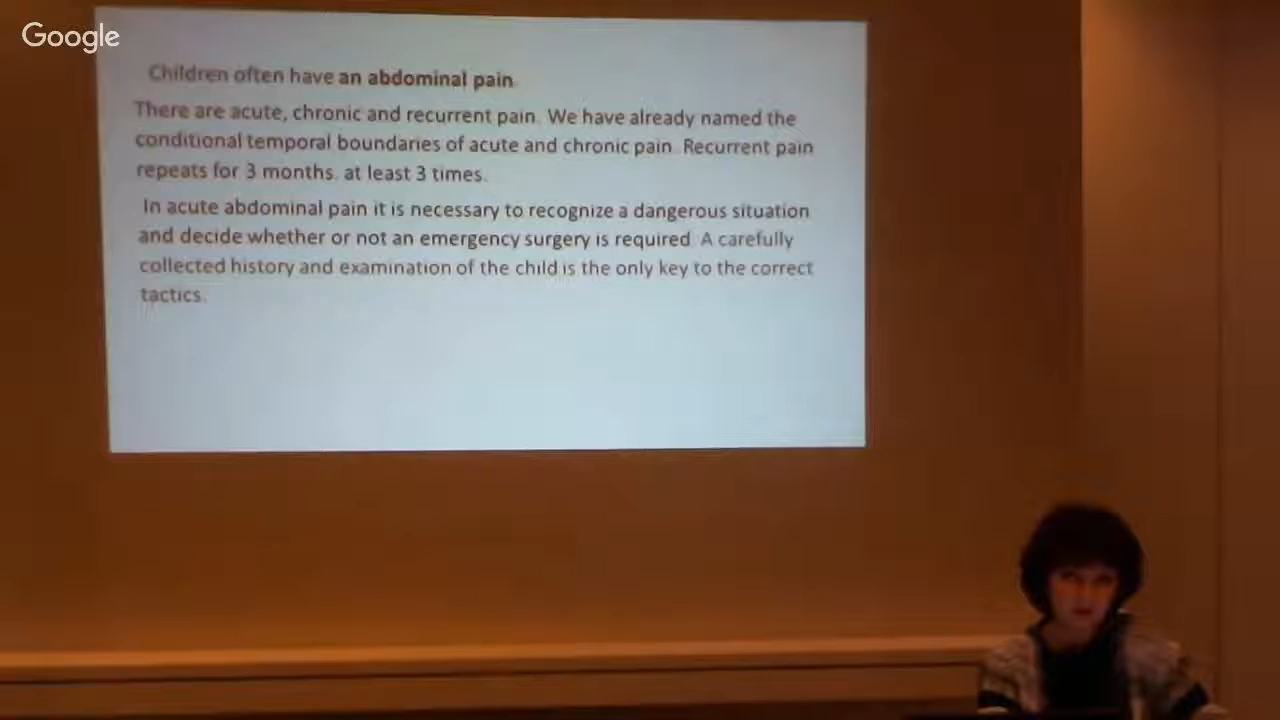 Google
Children often have an abdominal pain.
There are acute, chronic and recurrent pain. We have already named the
conditional temporal boundaries of acute and chronic pain. Recurrent pain
repeats for 3 months. at least 3 times.
In acute abdominal pain it is necessary to recognize a dangerous situation
and decide whether or not an emergency surgery is required. A carefully
collected history and examination of the child is the only key to the correct
tactics.